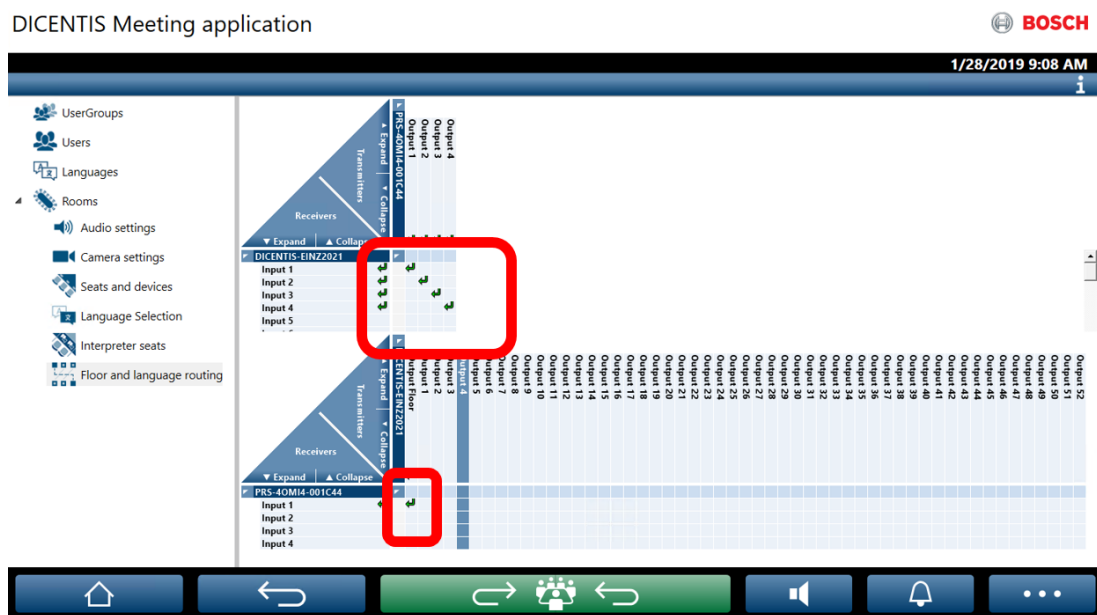 DICENTIS Meeting application
BOSCH
1/28/2019 9:08 AM
UserGroups
Users
Languages
Rooms
Audio settings
Camera settings
Seats and devices
Language Selection
Interpreter seats
Floor and language routing
PRS-4OMI4-001C44
Output 1
Output 2
Output 3
Output 4
▲ Expand ▼ Collapse
Transmitters
Receivers
▼ Expand ▲ Collapse
DICENTIS-EINZ2021
Input 1
Input 2
Input 3
Input 4
Input 5
Output Floor
Output 1
Output 2
Output 3
Output 4
Output 5
Output 6
Output 7
Output 8
Output 9
Output 10
Output 11
Output 12
Output 13
Output 14
Output 15
Output 16
Output 17
Output 18
Output 19
Output 20
Output 21
Output 22
Output 23
Output 24
Output 25
Output 26
Output 27
Output 28
Output 29
Output 30
Output 31
Output 32
Output 33
Output 34
Output 35
Output 36
Output 37
Output 38
Output 39
Output 40
Output 41
Output 42
Output 43
Output 44
Output 45
Output 46
Output 47
Output 48
Output 49
Output 50
Output 51
Output 52
Expand ▼ Collapse
Transmitters
Receivers
▼ Expand ▲ Collapse
PRS-4OMI4-001C44
Input 1
Input 2
Input 3
Input 4